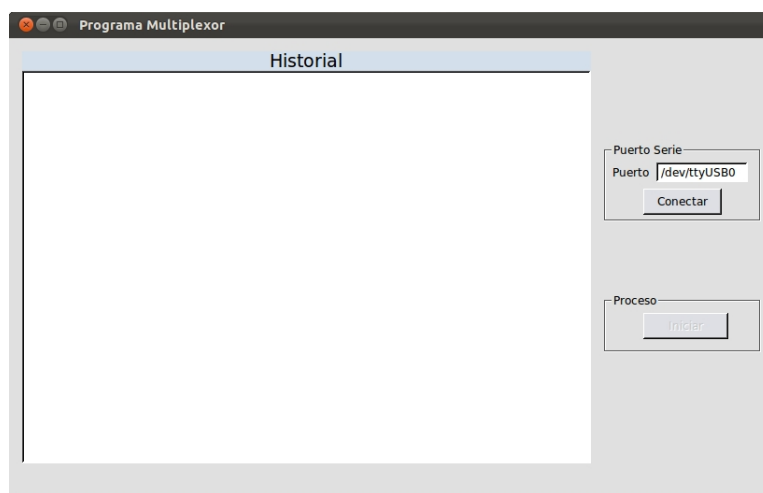 Programa Multiplexor
Historial
Puerto Serie
Puerto /dev/ttyUSB0
Conectar
Proceso
Iniciar